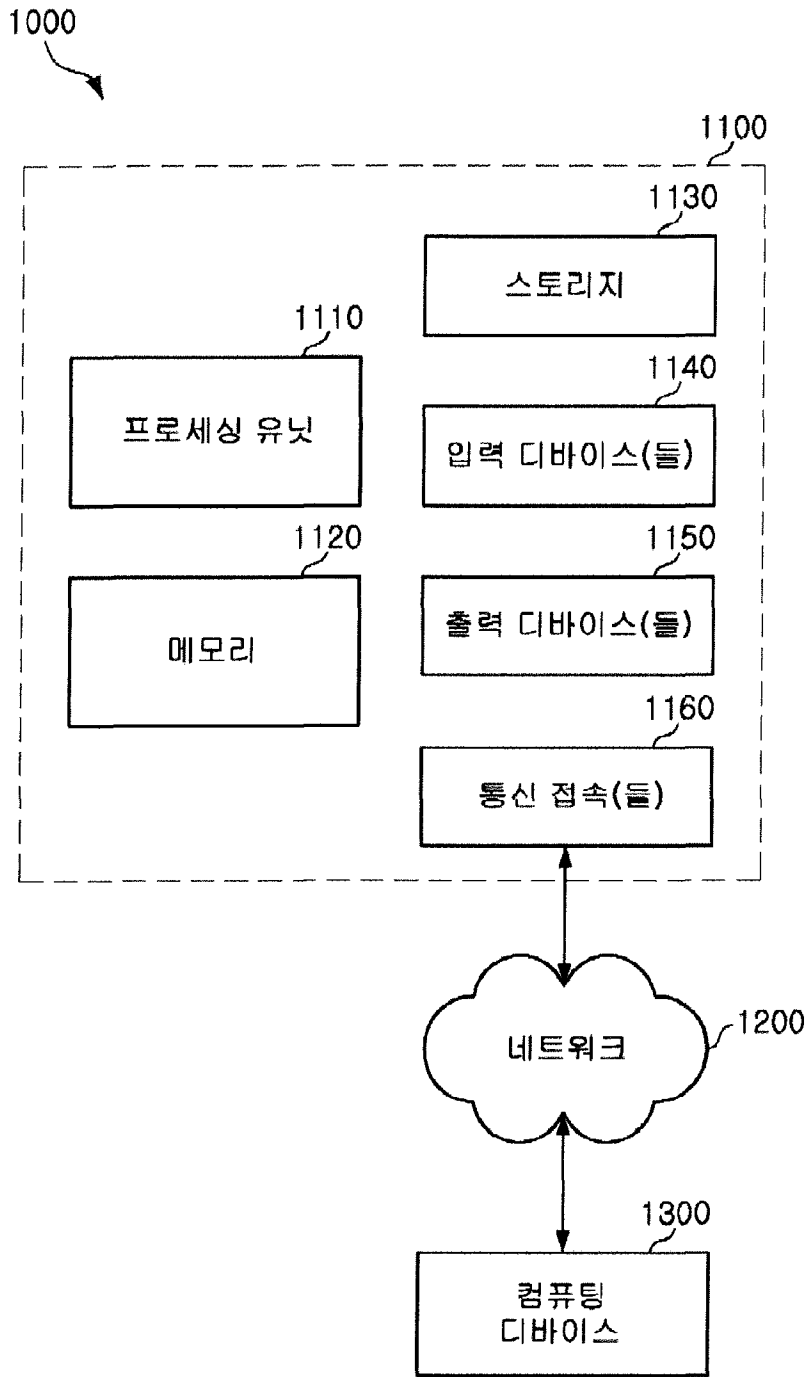 1000
1100
1130
스토리지
1110
프로세싱 유닛
1140
입력 디바이스(들)
1120
메모리
1150
출력 디바이스(들)
1160
통신 접속(들)
네트워크
1200
1300
컴퓨팅
디바이스